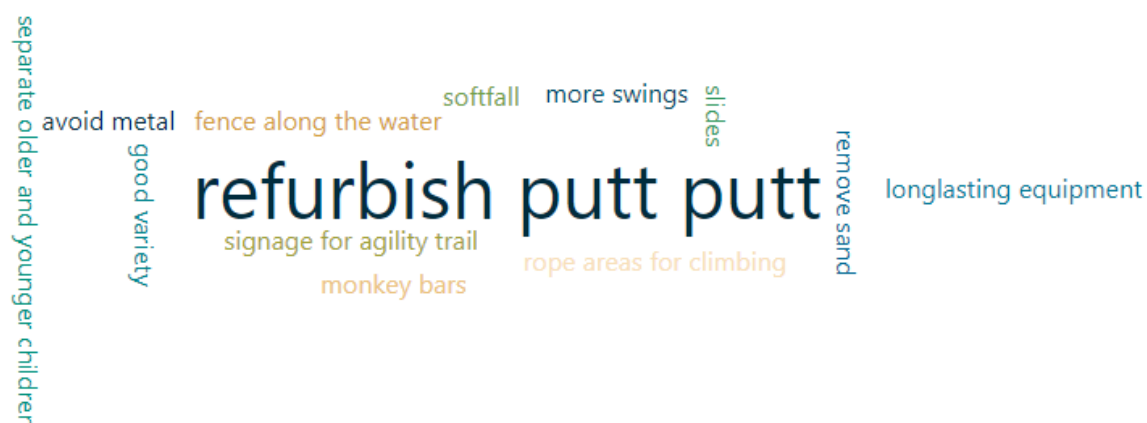 separate older and younger children
softfall
more swings
slides
avoid metal
fence along the water
good variety
refurbish putt putt
remove sand
longlasting equipment
signage for agility trail
rope areas for climbing
monkey bars